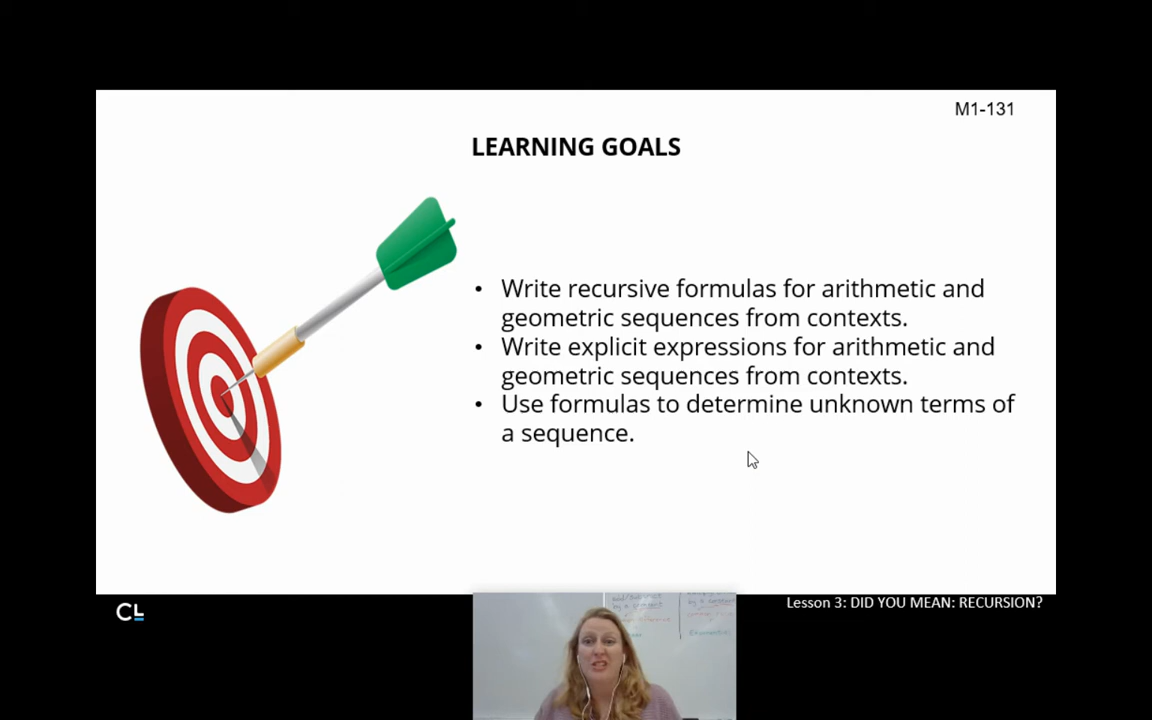 M1-131
LEARNING GOALS
• Write recursive formulas for arithmetic and
geometric sequences from contexts.
• Write explicit expressions for arithmetic and
geometric sequences from contexts.
• Use formulas to determine unknown terms of
a sequence.
CL
Lesson 3: DID YOU MEAN: RECURSION?
by a
by a